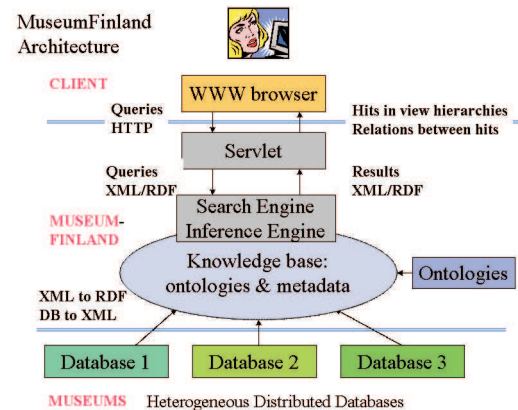 MuseumFinland
Architecture
CLIENT
WWW browser
Queries
HTTP
Hits in view hierarchies
Relations between hits
Servlet
Queries
XML/RDF
Results
XML/RDF
Search Engine
Inference Engine
MUSEUM-
FINLAND
Knowledge base:
ontologies & metadata
Ontologies
XML to RDF
DB to XML
Database 1
Database 2
Database 3
MUSEUMS Heterogeneous Distributed Databases